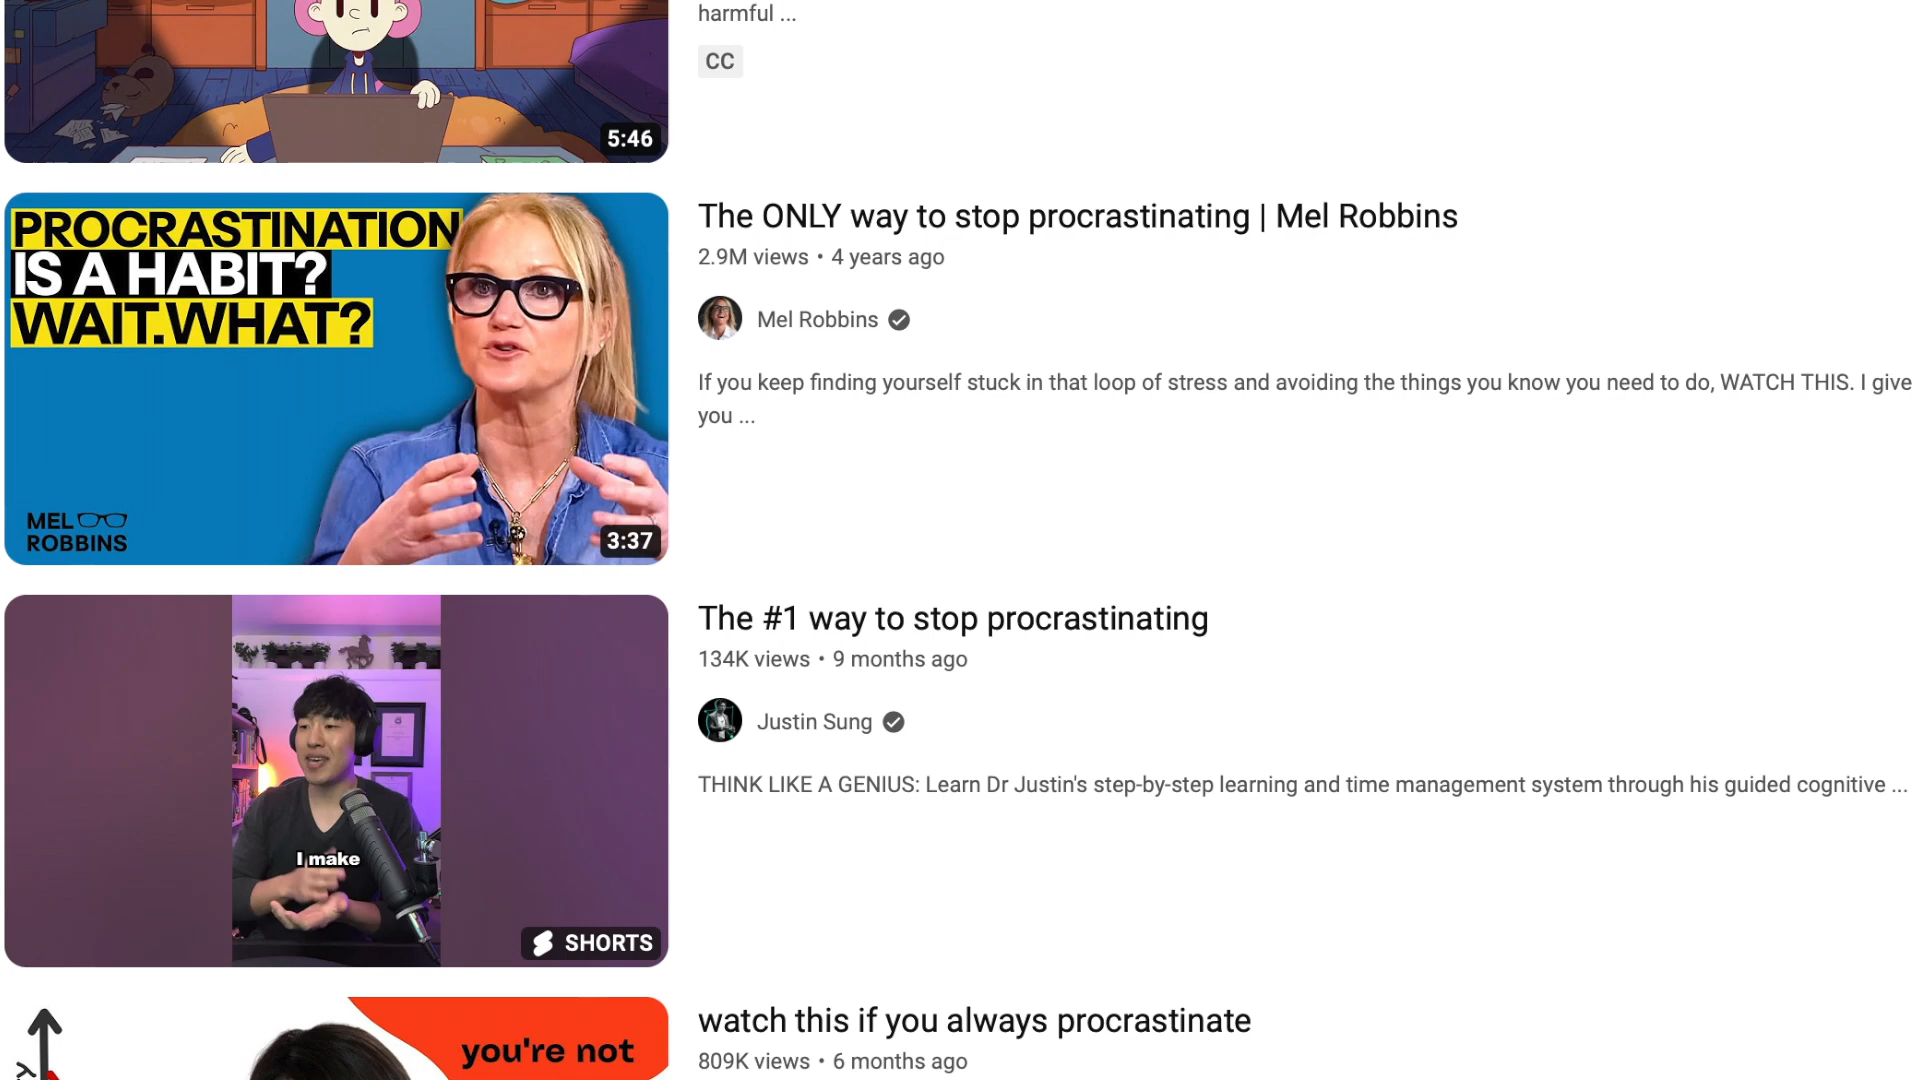 harmful ...
CC
5:46
PROCRASTINATION
IS A HABIT?
WAIT.WHAT?
MEL
ROBBINS
3:37
The ONLY way to stop procrastinating | Mel Robbins
2.9M views • 4 years ago
Mel Robbins
If you keep finding yourself stuck in that loop of stress and avoiding the things you know you need to do, WATCH THIS. I give
you ...
I make
SHORTS
The #1 way to stop procrastinating
134K views • 9 months ago
Justin Sung
THINK LIKE A GENIUS: Learn Dr Justin's step-by-step learning and time management system through his guided cognitive ...
you're not
watch this if you always procrastinate
809K views • 6 months ago